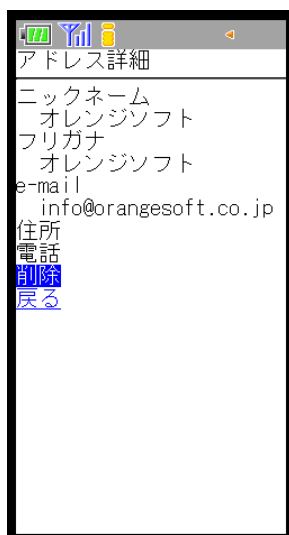 アドレス詳細
ニックネーム
オレンジソフト
フリガナ
オレンジソフト
e-mail
info@orangesoft.co.jp
住所
電話
削除
戻る